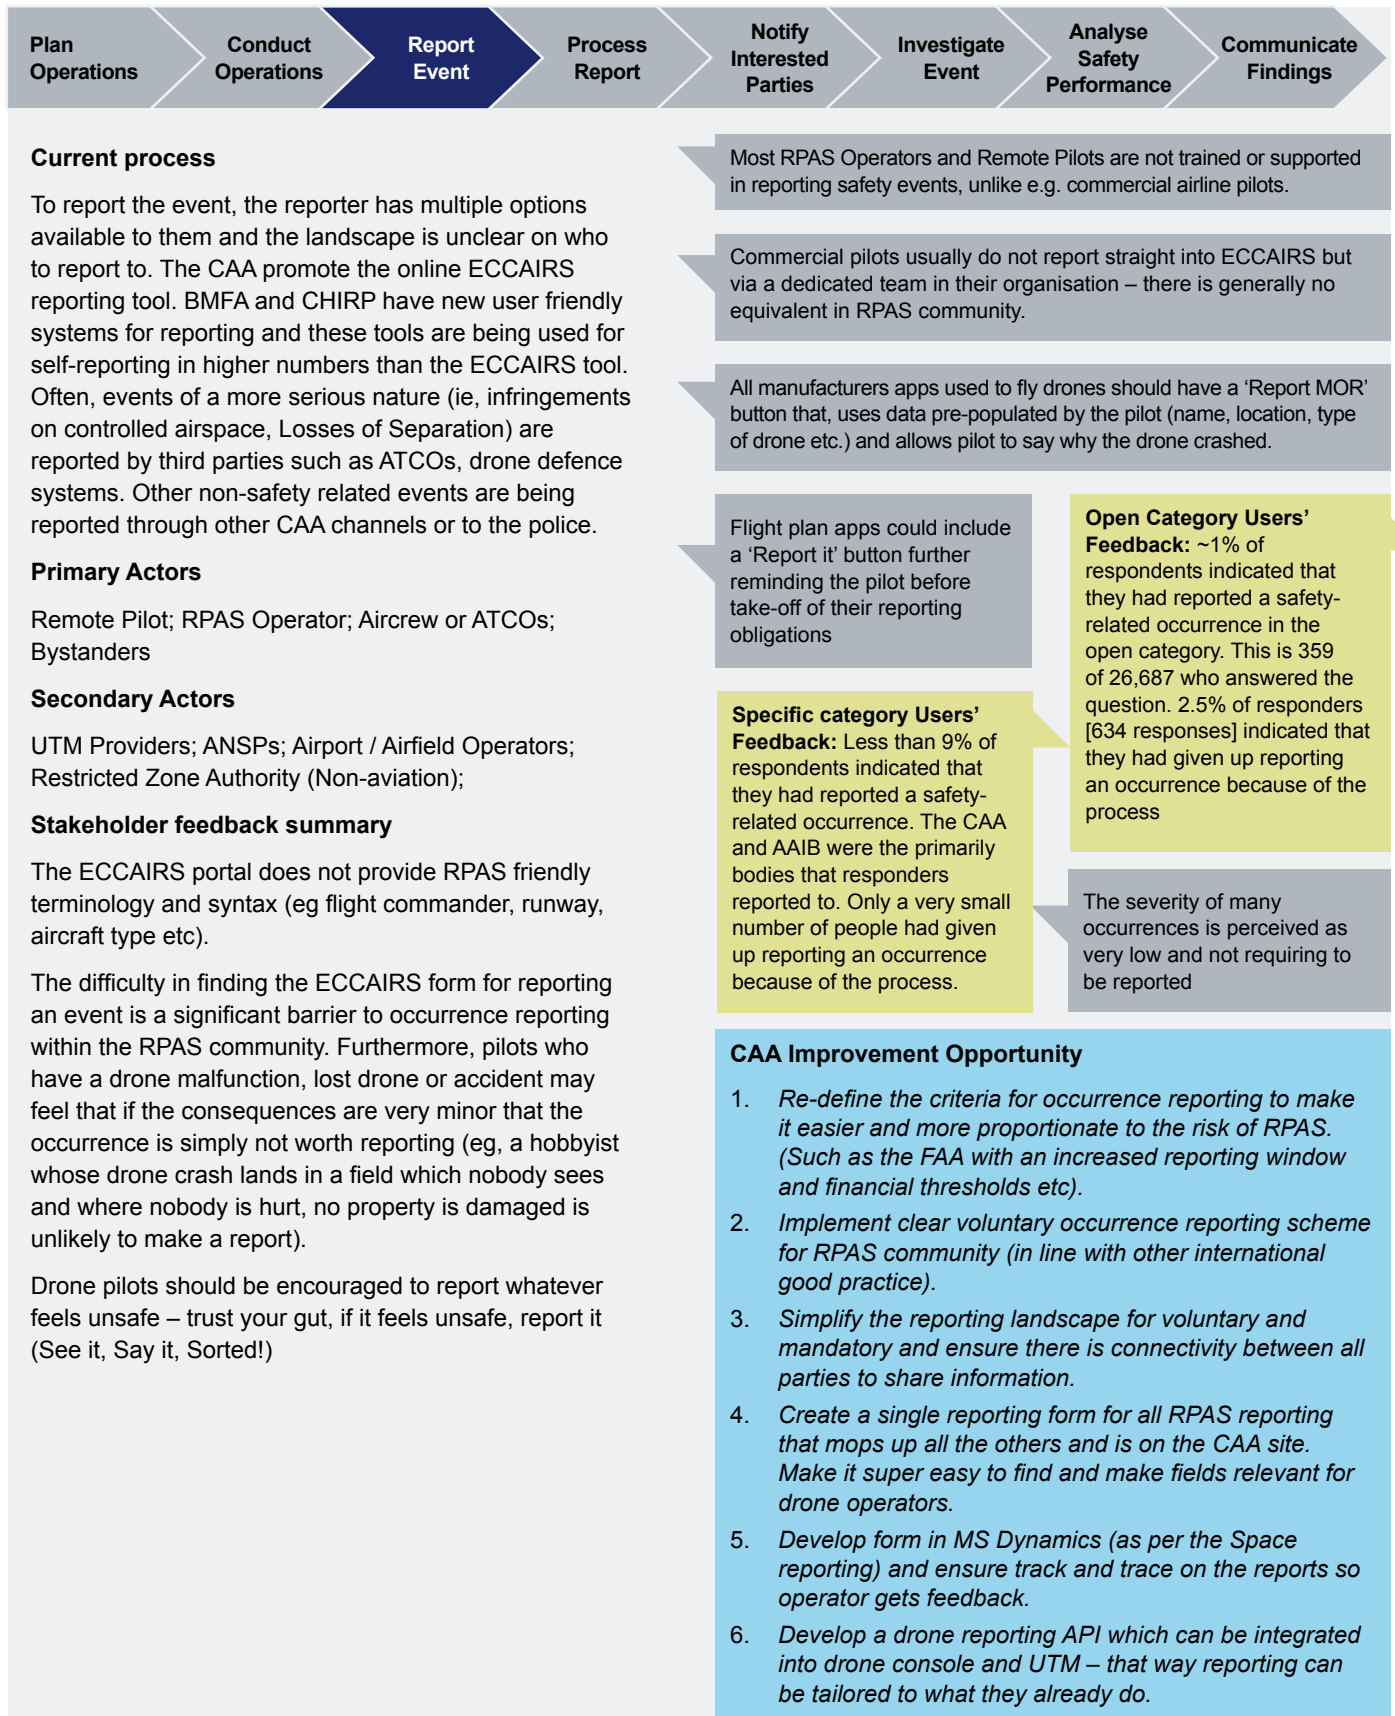 Plan
Operations
Conduct
Operations
Report
Event
Process
Report
Notify
Interested
Parties
Investigate
Event
Analyse
Safety
Performance
Communicate
Findings
Current process
To report the event, the reporter has multiple options
available to them and the landscape is unclear on who
to report to. The CAA promote the online ECCAIRS
reporting tool. BMFA and CHIRP have new user friendly
systems for reporting and these tools are being used for
self-reporting in higher numbers than the ECCAIRS tool.
Often, events of a more serious nature (ie, infringements
on controlled airspace, Losses of Separation) are
reported by third parties such as ATCOs, drone defence
systems. Other non-safety related events are being
reported through other CAA channels or to the police.
Primary Actors
Remote Pilot; RPAS Operator; Aircrew or ATCOs;
Bystanders
Secondary Actors
UTM Providers; ANSPs; Airport / Airfield Operators;
Restricted Zone Authority (Non-aviation);
Stakeholder feedback summary
The ECCAIRS portal does not provide RPAS friendly
terminology and syntax (eg flight commander, runway,
aircraft type etc).
The difficulty in finding the ECCAIRS form for reporting
an event is a significant barrier to occurrence reporting
within the RPAS community. Furthermore, pilots who
have a drone malfunction, lost drone or accident may
feel that if the consequences are very minor that the
occurrence is simply not worth reporting (eg, a hobbyist
whose drone crash lands in a field which nobody sees
and where nobody is hurt, no property is damaged is
unlikely to make a report).
Drone pilots should be encouraged to report whatever
feels unsafe – trust your gut, if it feels unsafe, report it
(See it, Say it, Sorted!)
Most RPAS Operators and Remote Pilots are not trained or supported
in reporting safety events, unlike e.g. commercial airline pilots.
Commercial pilots usually do not report straight into ECCAIRS but
via a dedicated team in their organisation – there is generally no
equivalent in RPAS community.
All manufacturers apps used to fly drones should have a ‘Report MOR’
button that, uses data pre-populated by the pilot (name, location, type
of drone etc.) and allows pilot to say why the drone crashed.
Flight plan apps could include
a ‘Report it’ button further
reminding the pilot before
take-off of their reporting
obligations
Open Category Users’
Feedback: ~1% of
respondents indicated that
they had reported a safety-
related occurrence in the
open category. This is 359
of 26,687 who answered the
question. 2.5% of responders
[634 responses] indicated that
they had given up reporting
an occurrence because of the
process
Specific category Users’
Feedback: Less than 9% of
respondents indicated that
they had reported a safety-
related occurrence. The CAA
and AAIB were the primarily
bodies that responders
reported to. Only a very small
number of people had given
up reporting an occurrence
because of the process.
The severity of many
occurrences is perceived as
very low and not requiring to
be reported
CAA Improvement Opportunity
1. Re-define the criteria for occurrence reporting to make
it easier and more proportionate to the risk of RPAS.
(Such as the FAA with an increased reporting window
and financial thresholds etc).
2. Implement clear voluntary occurrence reporting scheme
for RPAS community (in line with other international
good practice).
3. Simplify the reporting landscape for voluntary and
mandatory and ensure there is connectivity between all
parties to share information.
4. Create a single reporting form for all RPAS reporting
that mops up all the others and is on the CAA site.
Make it super easy to find and make fields relevant for
drone operators.
5. Develop form in MS Dynamics (as per the Space
reporting) and ensure track and trace on the reports so
operator gets feedback.
6. Develop a drone reporting API which can be integrated
into drone console and UTM – that way reporting can
be tailored to what they already do.